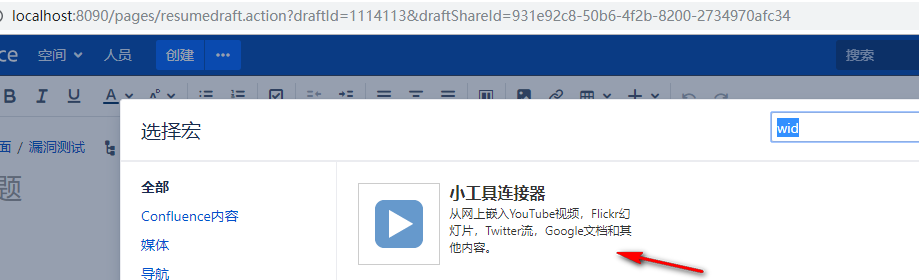 localhost:8090/pages/resumedraft.action?draftId=1114113&draftShareId=931e92c8-50b6-4f2b-8200-2734970afc34
ce 空间 人员 创建 ••• 搜索
B I U A
面 / 漏洞测试
选择宏 wid
题
全部
Confluence内容
媒体
导航
小工具连接器
从网上嵌入YouTube视频，Flickr幻
灯片，Twitter流，Google文档和其
他内容。